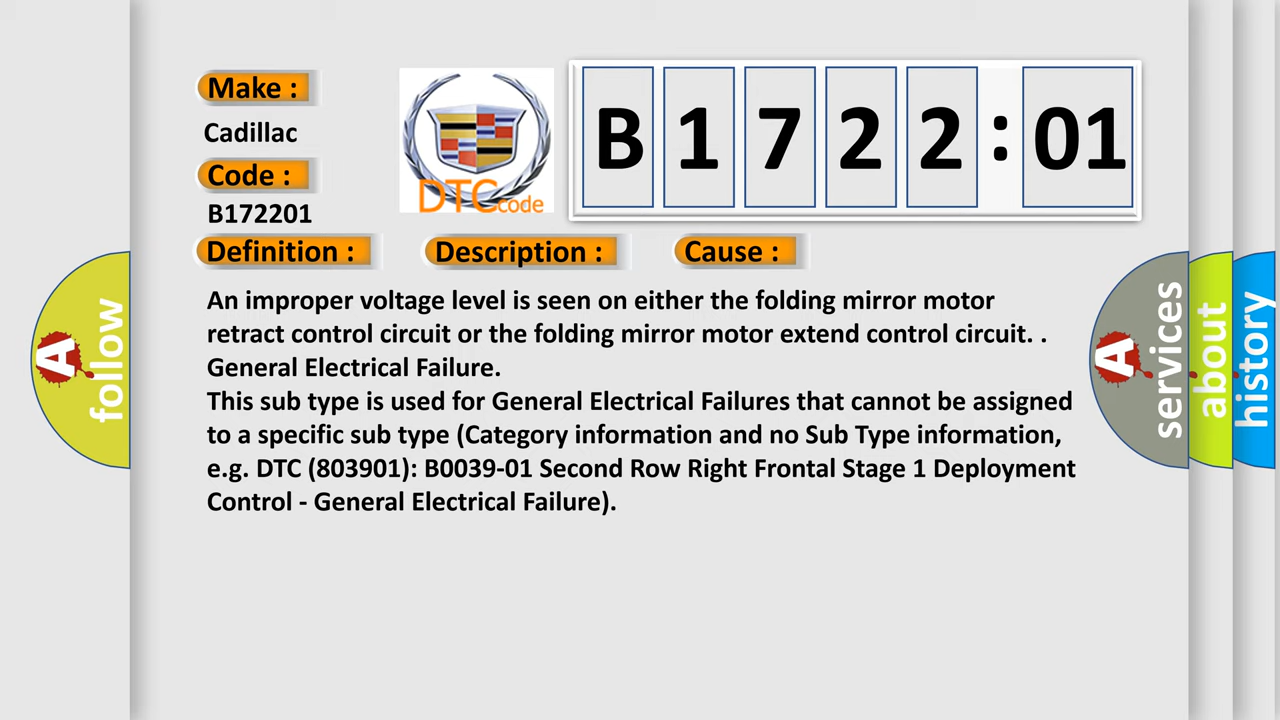 Make :
Cadillac
Code :
B172201
DTCcode
B1722:01
Definition :
Description :
Cause :
An improper voltage level is seen on either the folding mirror motor
retract control circuit or the folding mirror motor extend control circuit. .
General Electrical Failure.
This sub type is used for General Electrical Failures that cannot be assigned
to a specific sub type (Category information and no Sub Type information,
e.g. DTC (803901): B0039-01 Second Row Right Frontal Stage 1 Deployment
Control - General Electrical Failure).
A follow
A services
about
history